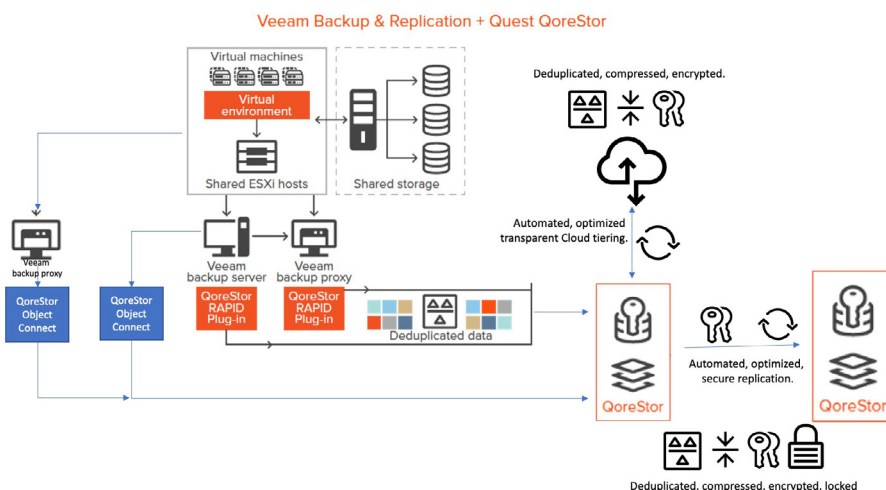 Veeam Backup & Replication + Quest QoreStor
Virtual machines
Virtual
environment
Shared ESXi hosts
Shared storage
Deduplicated, compressed, encrypted.
Automated, optimized
transparent Cloud tiering.
Veeam
backup proxy
Veeam
backup server
Veeam
backup proxy
QoreStor
Object
Connect
QoreStor
Object
Connect
QoreStor
RAPID
Plug-in
QoreStor
RAPID
Plug-in
Deduplicated data
QoreStor
Automated, optimized,
secure replication.
QoreStor
Deduplicated, compressed, encrypted, locked